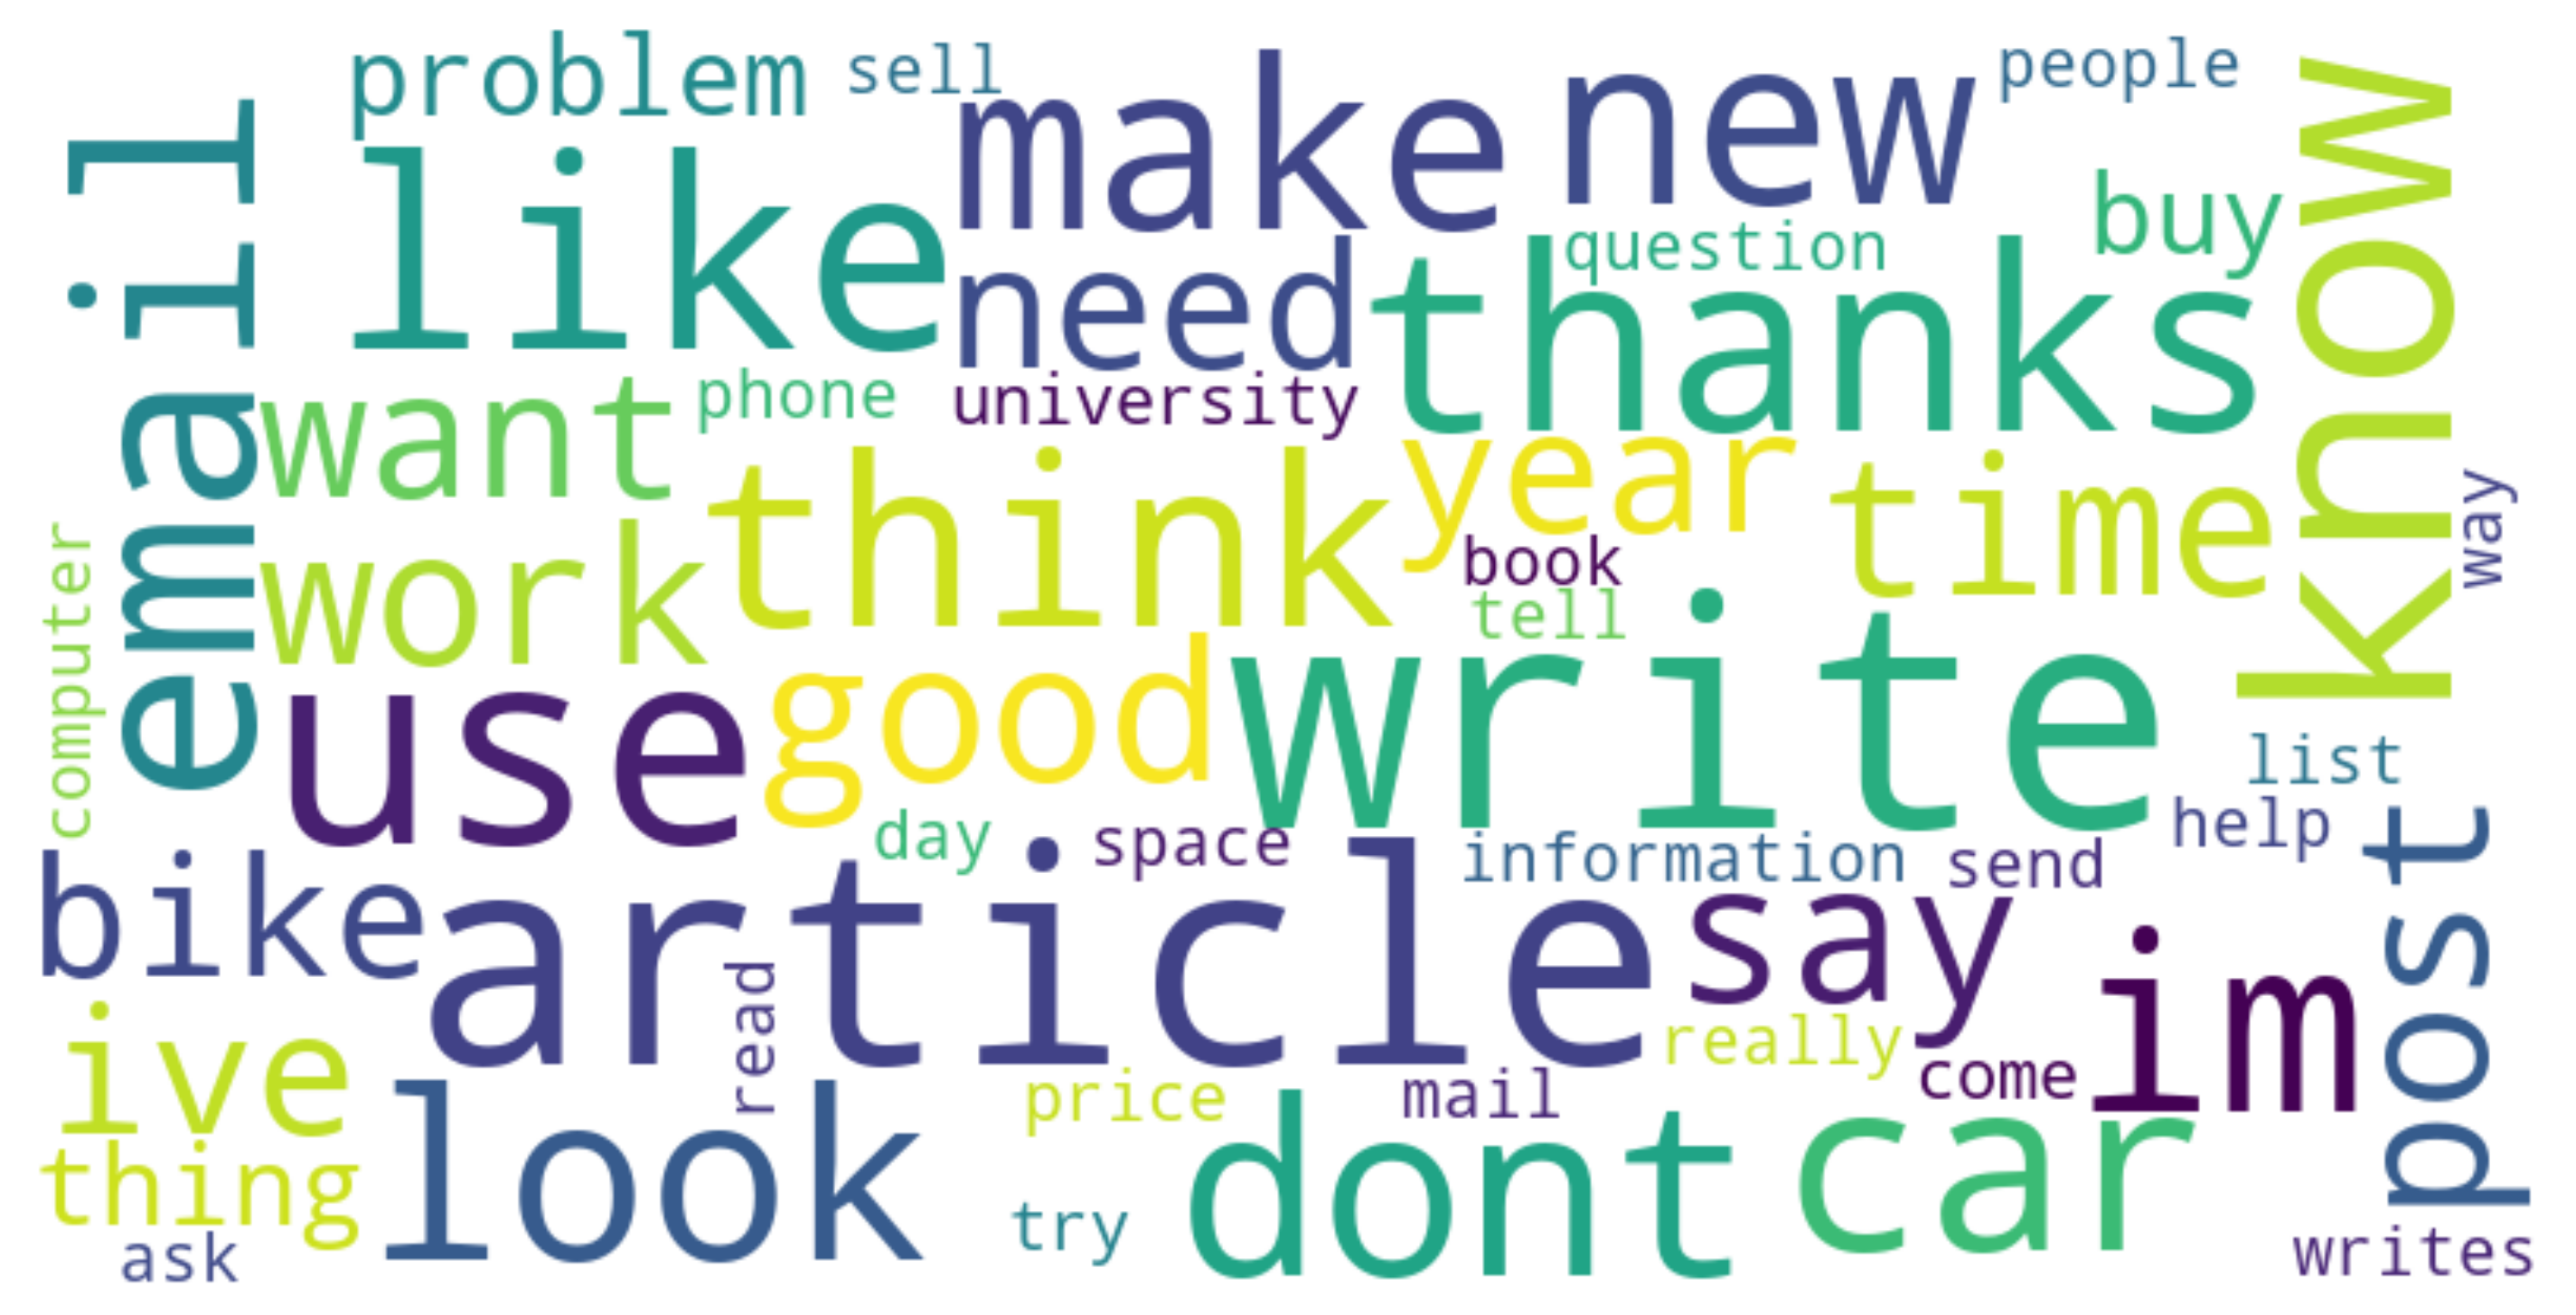 problem
sell
make
new
people
know
email
like
buy
question
need
thanks
want
phone
university
think
year
time
way
computer
work
book
tell
write
use
good
list
help
day
space
information
send
post
bike
article
say
im
read
ive
really
come
look
price
mail
dont
car
thing
try
ask
writes